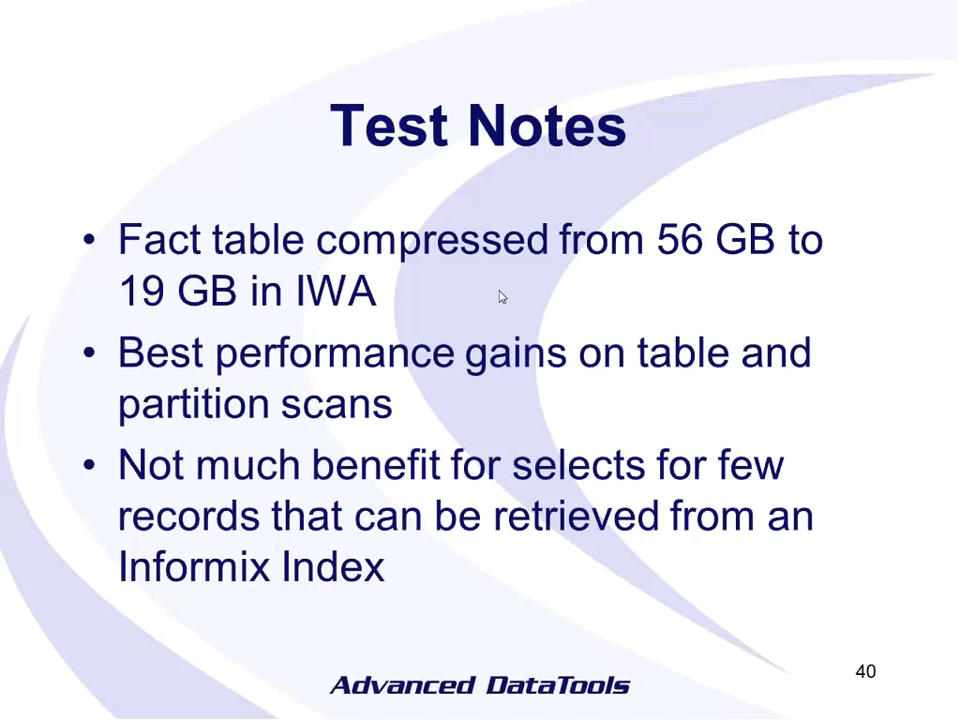 Test Notes
• Fact table compressed from 56 GB to
19 GB in IWA
• Best performance gains on table and
partition scans
• Not much benefit for selects for few
records that can be retrieved from an
Informix Index
Advanced DataTools
40